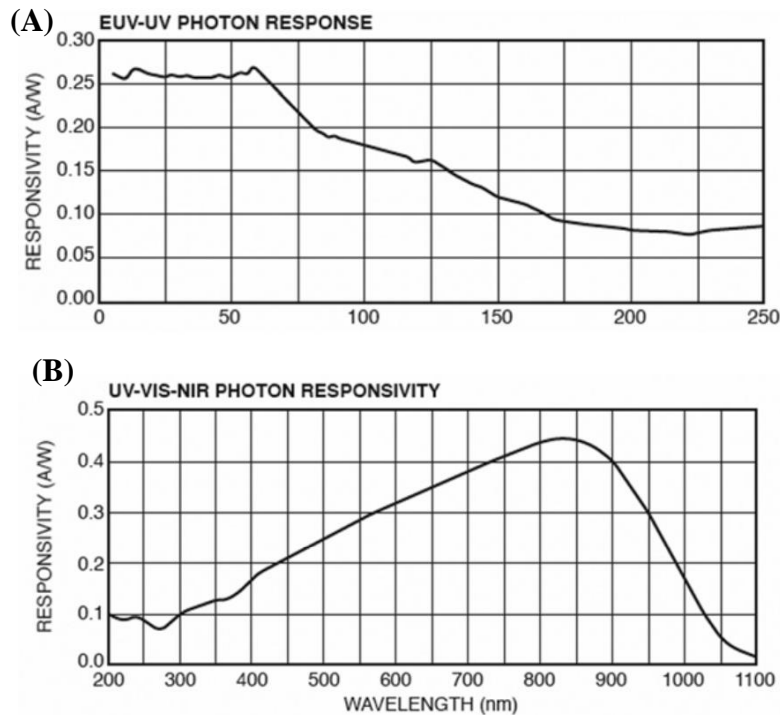 (A)
EUV-UV PHOTON RESPONSE
RESPONSIVITY (A/W)
0.30
0.25
0.20
0.15
0.10
0.05
0.00
0 50 100 150 200 250
(B)
UV-VIS-NIR PHOTON RESPONSIVITY
RESPONSIVITY (A/W)
0.5
0.4
0.3
0.2
0.1
0.0
200 300 400 500 600 700 800 900 1000 1100
WAVELENGTH (nm)